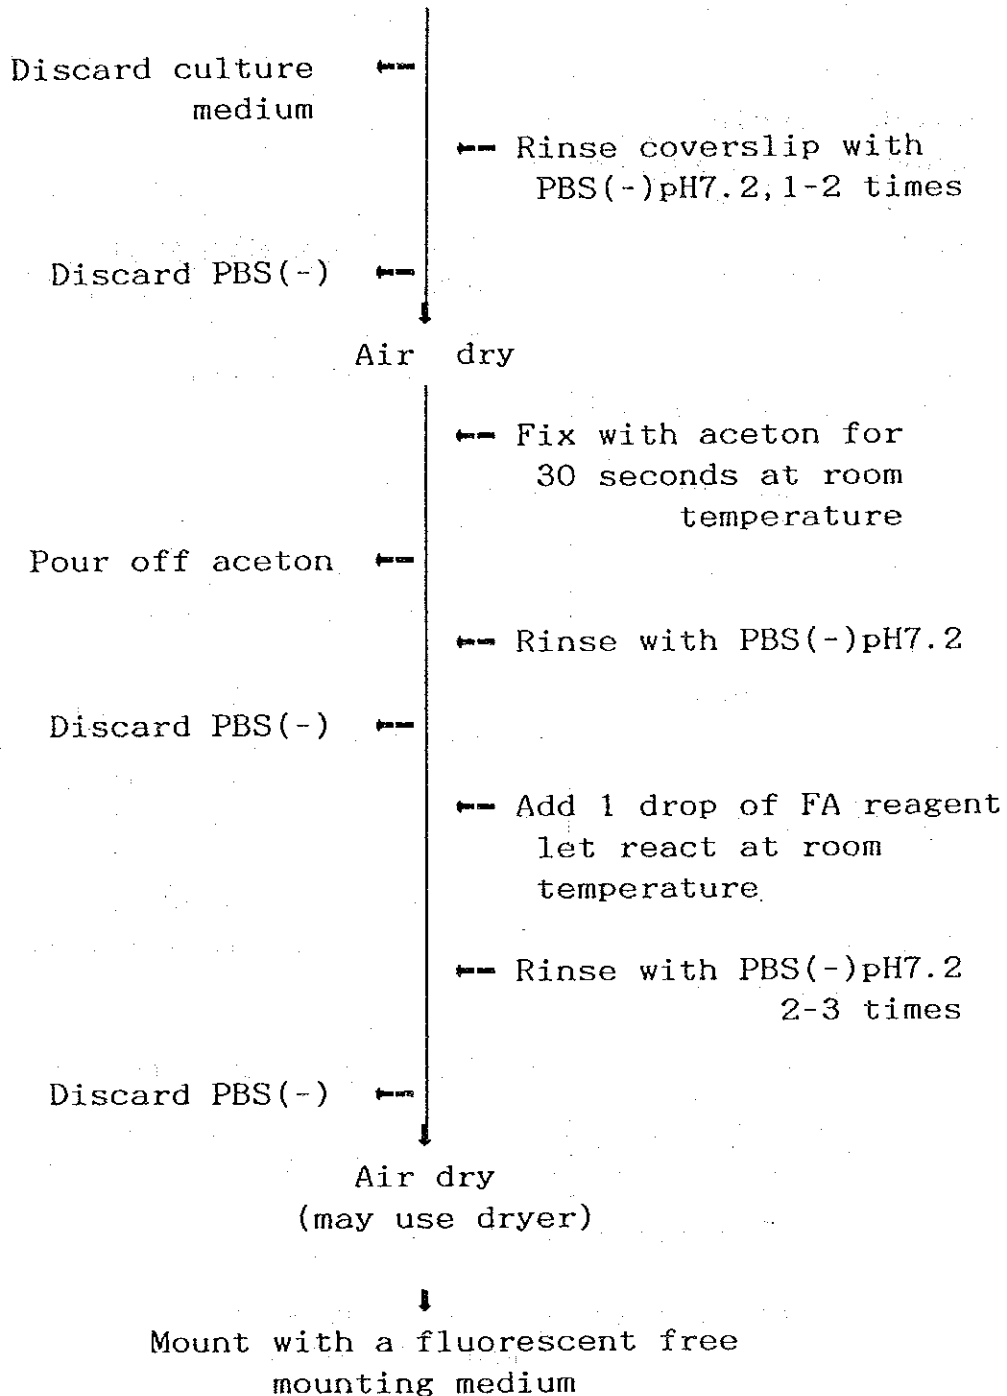 Discard culture
medium
Rinse coverslip with
PBS(-)pH7.2,1-2 times
Discard PBS(-)
Air dry
Fix with aceton for
30 seconds at room
temperature
Pour off aceton
Rinse with PBS(-)pH7.2
Discard PBS(-)
Add 1 drop of FA reagent
let react at room
temperature
Rinse with PBS(-)pH7.2
2-3 times
Discard PBS(-)
Air dry
(may use dryer)
Mount with a fluorescent free
mounting medium